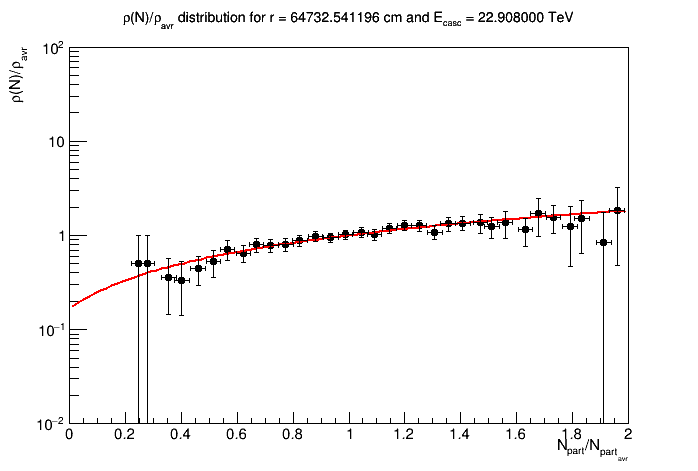 ρ(N)/ρavr distribution for r = 64732.541196 cm and Ecasc = 22.908000 TeV
ρ(N)/ρavr
10²
10
1
10⁻¹
10⁻²
0 0.2 0.4 0.6 0.8 1 1.2 1.4 1.6 1.8 2
Npart/Npartavr